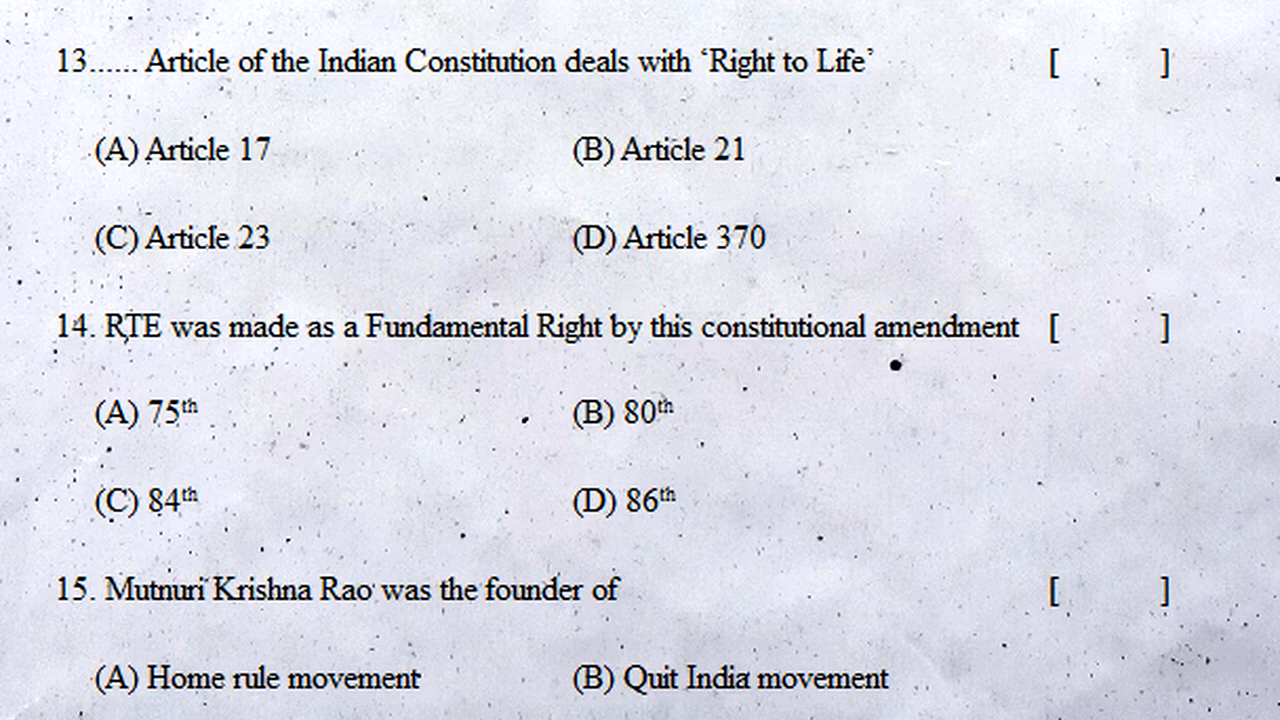 13...... Article of the Indian Constitution deals with ‘Right to Life’ [ ]
(A) Article 17 (B) Article 21
(C) Article 23 (D) Article 370
14. RTE was made as a Fundamental Right by this constitutional amendment [ ]
(A) 75th (B) 80th
(C) 84th (D) 86th
15. Mutnuri Krishna Rao was the founder of [ ]
(A) Home rule movement (B) Quit India movement